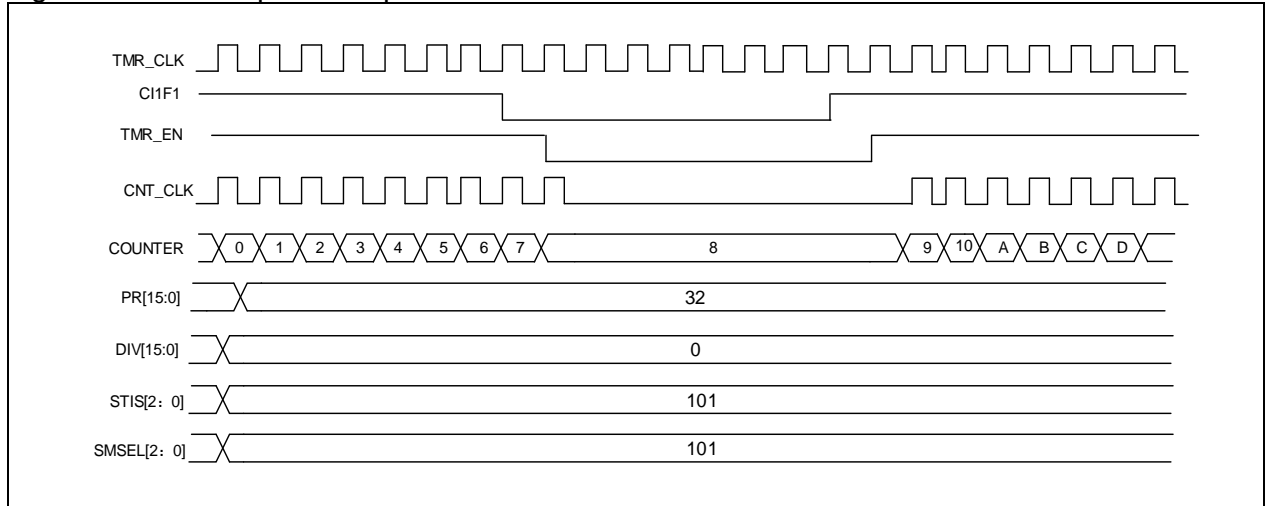 TMR_CLK
CI1F1
TMR_EN
CNT_CLK
COUNTER 0 1 2 3 4 5 6 7 8 9 10 A B C D
PR[15:0] 32
DIV[15:0] 0
STIS[2：0] 101
SMSEL[2：0] 101